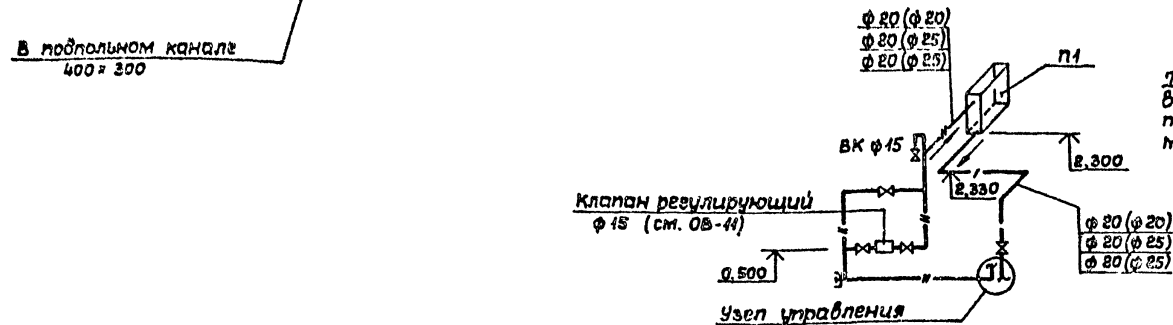 В подпольном канале
400 × 300
ф 20 (ф 20)
ф 20 (ф 25)
ф 20 (ф 25)
П1
ВК ф 15
2,300
2,330
Клапан регулирующий
ф 15 (см. ОВ-11)
ф 20 (ф 20)
ф 20 (ф 25)
ф 20 (ф 25)
0,500
Узел управления